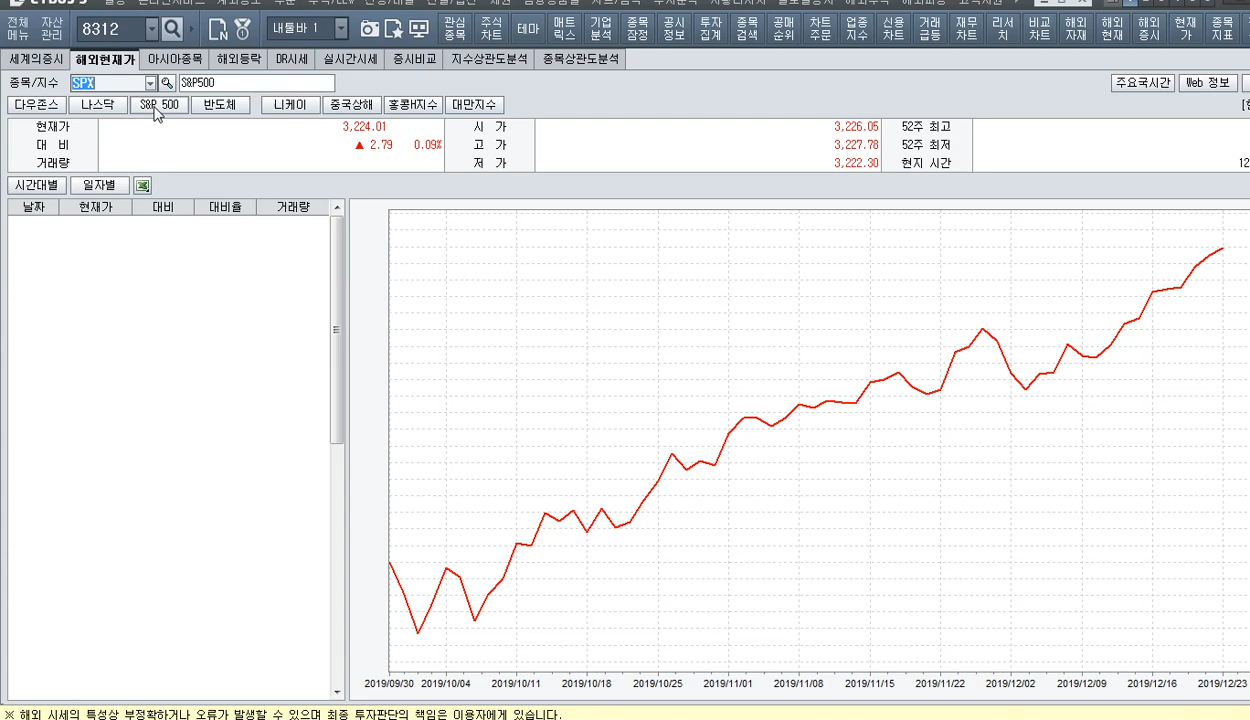 CYBOS 5
전체 메뉴 자산 관리 8312 내툴바 1 관심 종목 주식 차트 테마 매트 릭스 기업 분석 종목 잠정 공시 정보 투자 집계 종목 검색 공매 순위 차트 주문 업종 지수 신용 차트 거래 급등 재무 차트 리서 치 비교 차트 해외 자재 해외 현재 해외 증시 현재 가 종목 지표
세계의증시 해외현재가 아시아종목 해외등락 DR시세 실시간시세 증시비교 지수상관도분석 종목상관도분석
종목/지수 SPX S&P500 주요국시간 Web 정보
다우존스 나스닥 S&P 500 반도체 니케이 중국상해 홍콩H지수 대만지수
현재가 3,224.01 시 가 3,226.05 52주 최고
대 비 ▲ 2.79 0.09% 고 가 3,227.78 52주 최저
거래량 저 가 3,222.30 현지 시간 12
시간대별 일자별
날짜 현재가 대비 대비율 거래량
2019/09/30 2019/10/04 2019/10/11 2019/10/18 2019/10/25 2019/11/01 2019/11/08 2019/11/15 2019/11/22 2019/12/02 2019/12/09 2019/12/16 2019/12/23
※ 해외 시세의 특성상 부정확하거나 오류가 발생할 수 있으며 최종 투자판단의 책임은 이용자에게 있습니다.